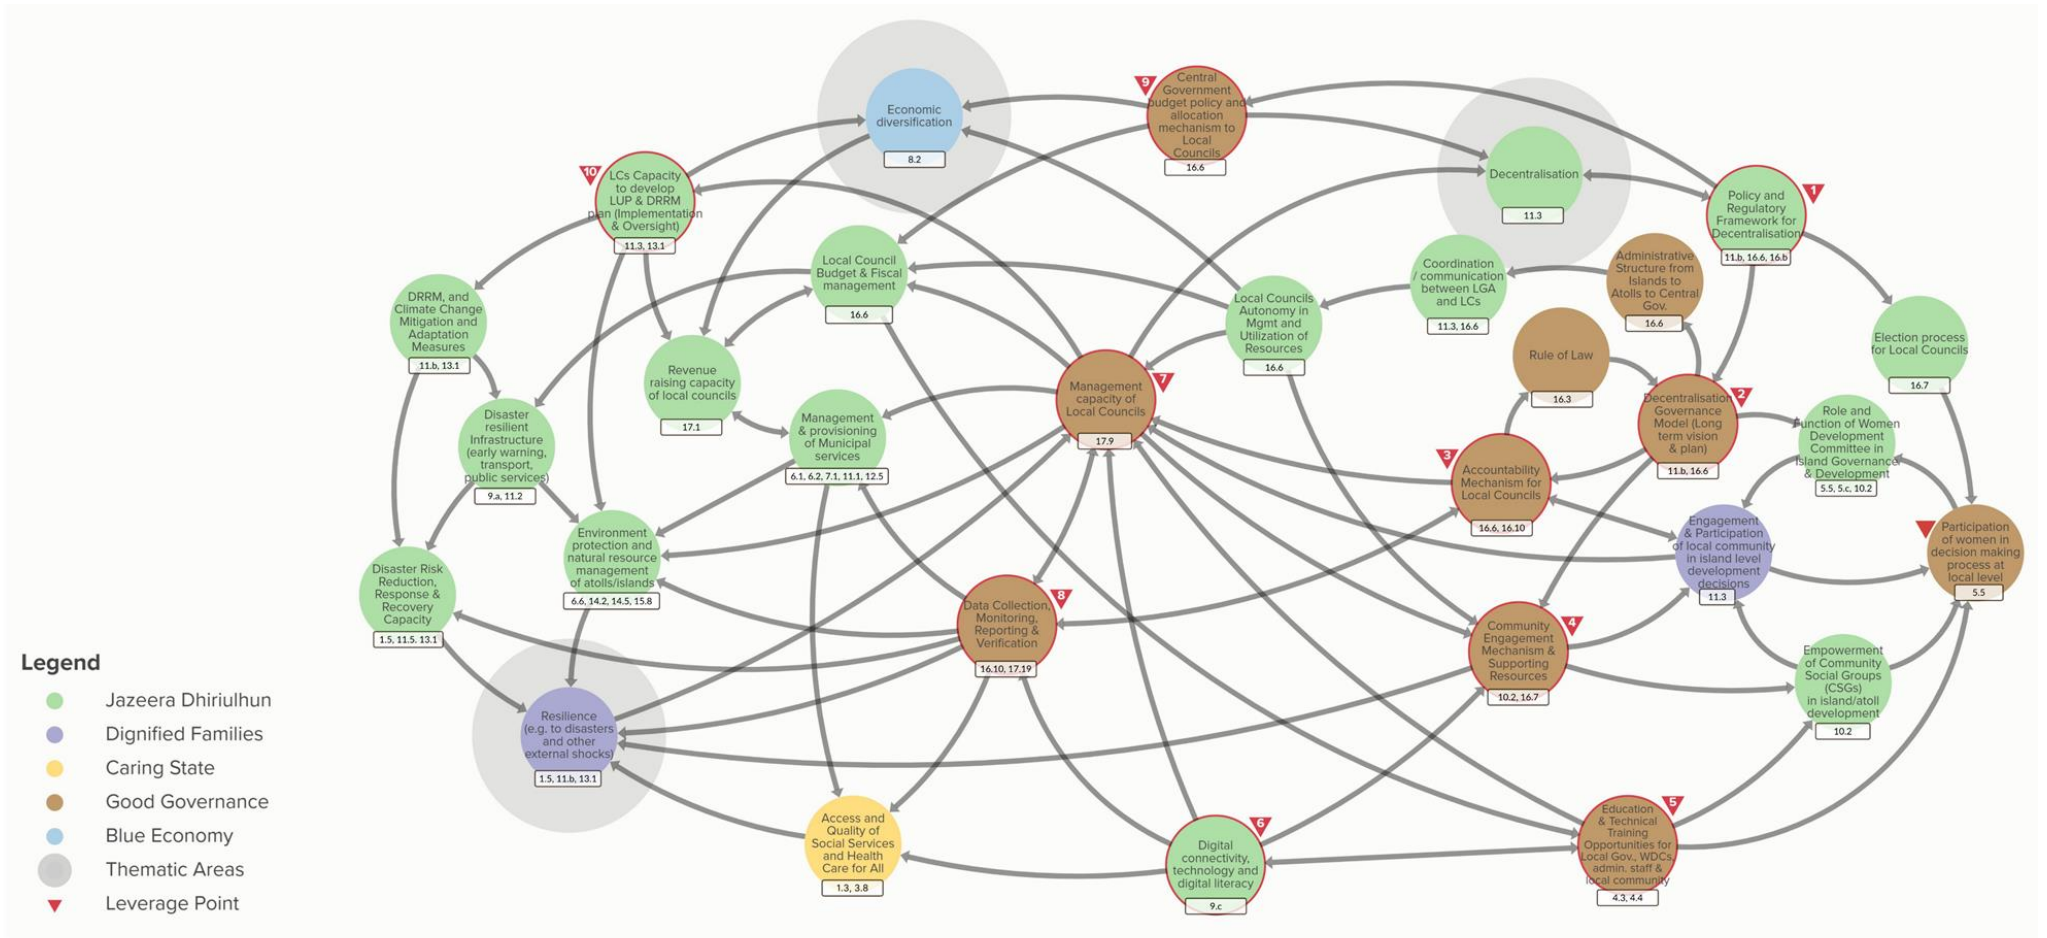 9
Central
Government
budget policy and
allocation
mechanism to
Local
Councils
16.6
Economic
diversification
8.2
Decentralisation
11.3
10
LCs Capacity
to develop
LUP & DRRM
plan (Implementation
& Oversight)
11.3, 13.1
1
Policy and
Regulatory
Framework for
Decentralisation
11.b, 16.6, 16.b
Local Council
Budget & Fiscal
management
16.6
Coordination
/ communication
between LGA
and LCs
11.3, 16.6
Administrative
Structure from
Islands to
Atolls to Central
Gov.
16.6
DRRM, and
Climate Change
Mitigation and
Adaptation
Measures
11.b, 13.1
Local Councils
Autonomy in
Mgmt and
Utilization of
Resources
16.6
Election process
for Local Councils
16.7
Rule of Law
16.3
Revenue
raising capacity
of local councils
17.1
7
Management
capacity of
Local Councils
17.9
2
Decentralisation
Governance
Model (Long
term vision
& plan)
11.b, 16.6
Disaster
resilient
Infrastructure
(early warning,
transport,
public services)
9.a, 11.2
Management
& provisioning
of Municipal
services
6.1, 6.2, 7.1, 11.1, 12.5
Role and
Function of Women
Development
Committee in
Island Governance
& Development
5.5, 5.c, 10.2
3
Accountability
Mechanism for
Local Councils
16.6, 16.10
Environment
protection and
natural resource
management
of atolls/islands
6.6, 14.2, 14.5, 15.8
Engagement
& Participation
of local community
in island level
development
decisions
11.3
Participation
of women in
decision making
process at
local level
5.5
Disaster Risk
Reduction,
Response &
Recovery
Capacity
1.5, 11.5. 13.1
8
Data Collection,
Monitoring,
Reporting &
Verification
16.10, 17.19
4
Community
Engagement
Mechanism &
Supporting
Resources
10.2, 16.7
Empowerment
of Community
Social Groups
(CSGs)
in island/atoll
development
10.2
Resilience
(e.g. to disasters
and other
external shocks)
1.5, 11.b, 13.1
Access and
Quality of
Social Services
and Health
Care for All
1.3, 3.8
6
Digital
connectivity,
technology and
digital literacy
9.c
5
Education
& Technical
Training
Opportunities for
Local Gov., WDCs,
admin. staff &
local community
4.3, 4.4
Legend
Jazeera Dhiriulhun
Dignified Families
Caring State
Good Governance
Blue Economy
Thematic Areas
Leverage Point